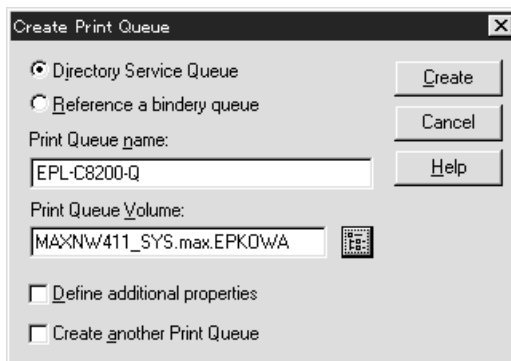 Create Print Queue
Directory Service Queue
Reference a bindery queue
Print Queue name:
EPL-C8200-Q
Print Queue Volume:
MAXNW411_SYS.max.EPKOWA
Define additional properties
Create another Print Queue
Create
Cancel
Help